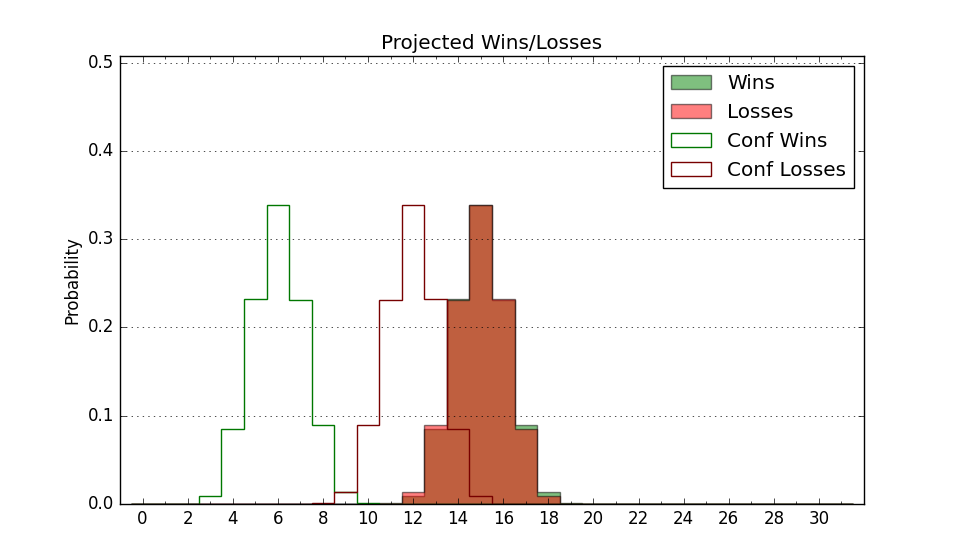 Projected Wins/Losses
0.5
0.4
0.3
0.2
0.1
0.0
Probability
Wins
Losses
Conf Wins
Conf Losses
0 2 4 6 8 10 12 14 16 18 20 22 24 26 28 30